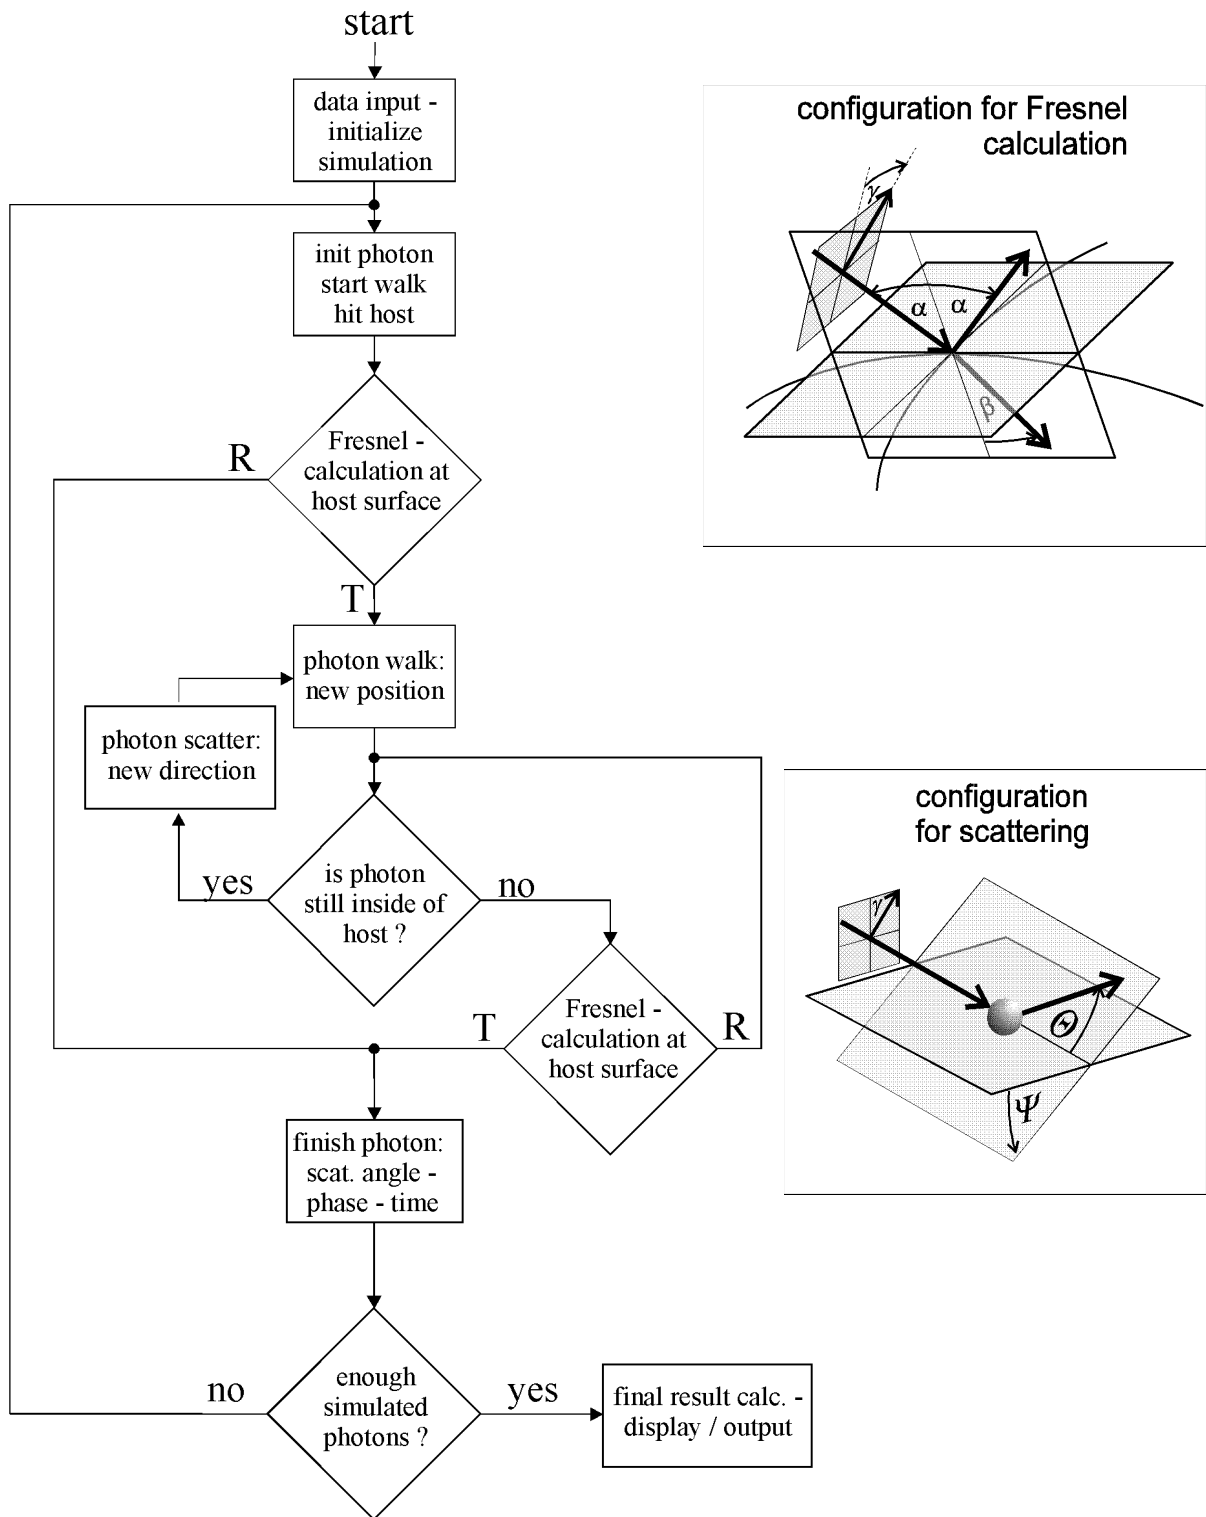 start
data input -
initialize
simulation
init photon
start walk
hit host
R
Fresnel -
calculation at
host surface
T
photon walk:
new position
photon scatter:
new direction
yes
is photon
still inside of
host ?
no
T
Fresnel -
calculation at
host surface
R
finish photon:
scat. angle -
phase - time
no
enough
simulated
photons ?
yes
final result calc. -
display / output
configuration for Fresnel
calculation
γ
α
α
β
configuration
for scattering
γ
Θ
Ψ